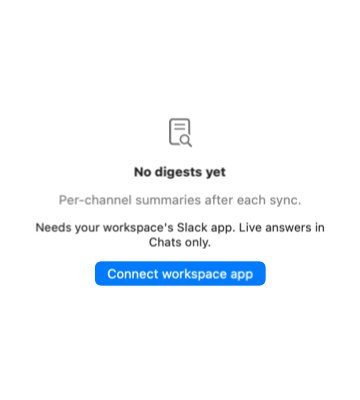 No digests yet
Per-channel summaries after each sync.
Needs your workspace's Slack app. Live answers in
Chats only.
Connect workspace app